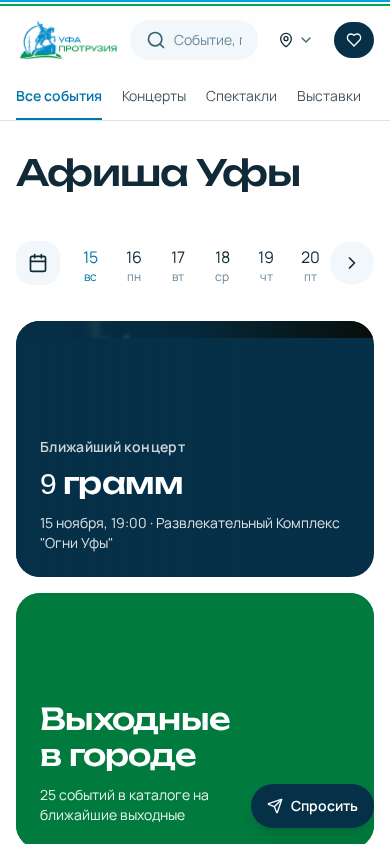 УФА
ПРОТРУЗИЯ
Событие,
Все события
Концерты
Спектакли
Выставки
Афиша Уфы
15
16
17
18
19
20
вс
пн
вт
ср
чт
пт
Ближайший концерт
9 грамм
15 ноября, 19:00 · Развлекательный Комплекс
"Огни Уфы"
Выходные
в городе
25 событий в каталоге на
ближайшие выходные
Спросить